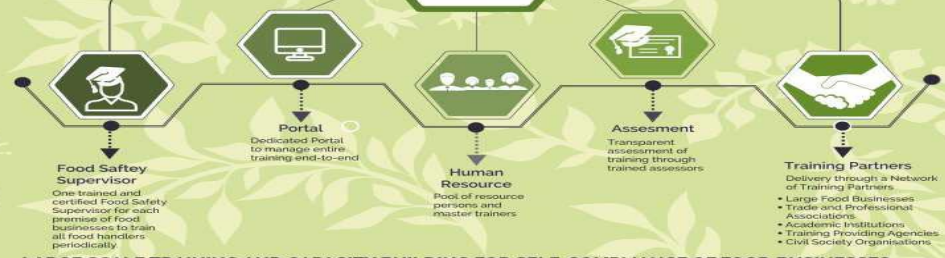 Portal
Dedicated Portal
to manage entire
training end-to-end
Assesment
Transparent
assessment of
training through
trained assessors
Food Saftey
Supervisor
One trained and
certified Food Safety
Supervisor for each
premise of food
businesses to train
all food handlers
periodically
Human
Resource
Pool of resource
persons and
master trainers
Training Partners
Delivery through a Network
of Training Partners
• Large Food Businesses
• Trade and Professional
Associations
• Academic Institutions
• Training Providing Agencies
• Civil Society Organisations